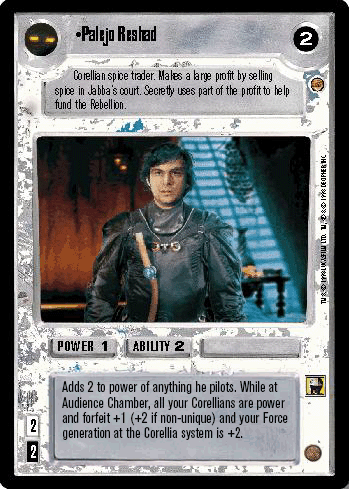 •Palejo Reshad
2
Corellian spice trader. Makes a large profit by selling
spice in Jabba's court. Secretly uses part of the profit to help
fund the Rebellion.
POWER 1
ABILITY 2
Adds 2 to power of anything he pilots. While at
Audience Chamber, all your Corellians are power
and forfeit +1 (+2 if non-unique) and your Force
generation at the Corellia system is +2.
2
2